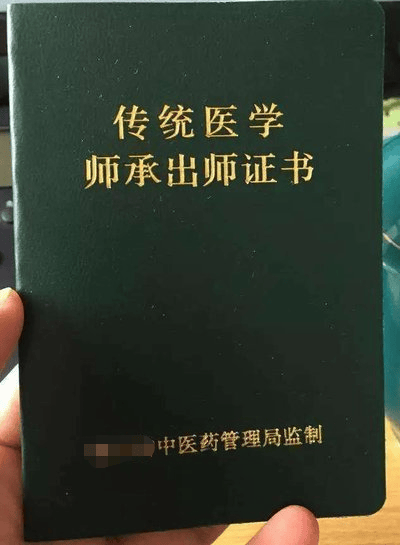 传统医学
师承出师证书
中医药管理局监制